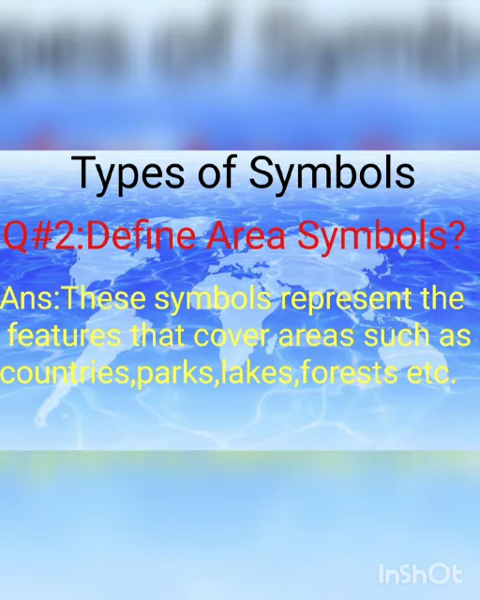 Types of Symbols
Q#2:Define Area Symbols?
Ans:These symbols represent the
features that cover areas such as
countries,parks,lakes,forests etc.
InShOt